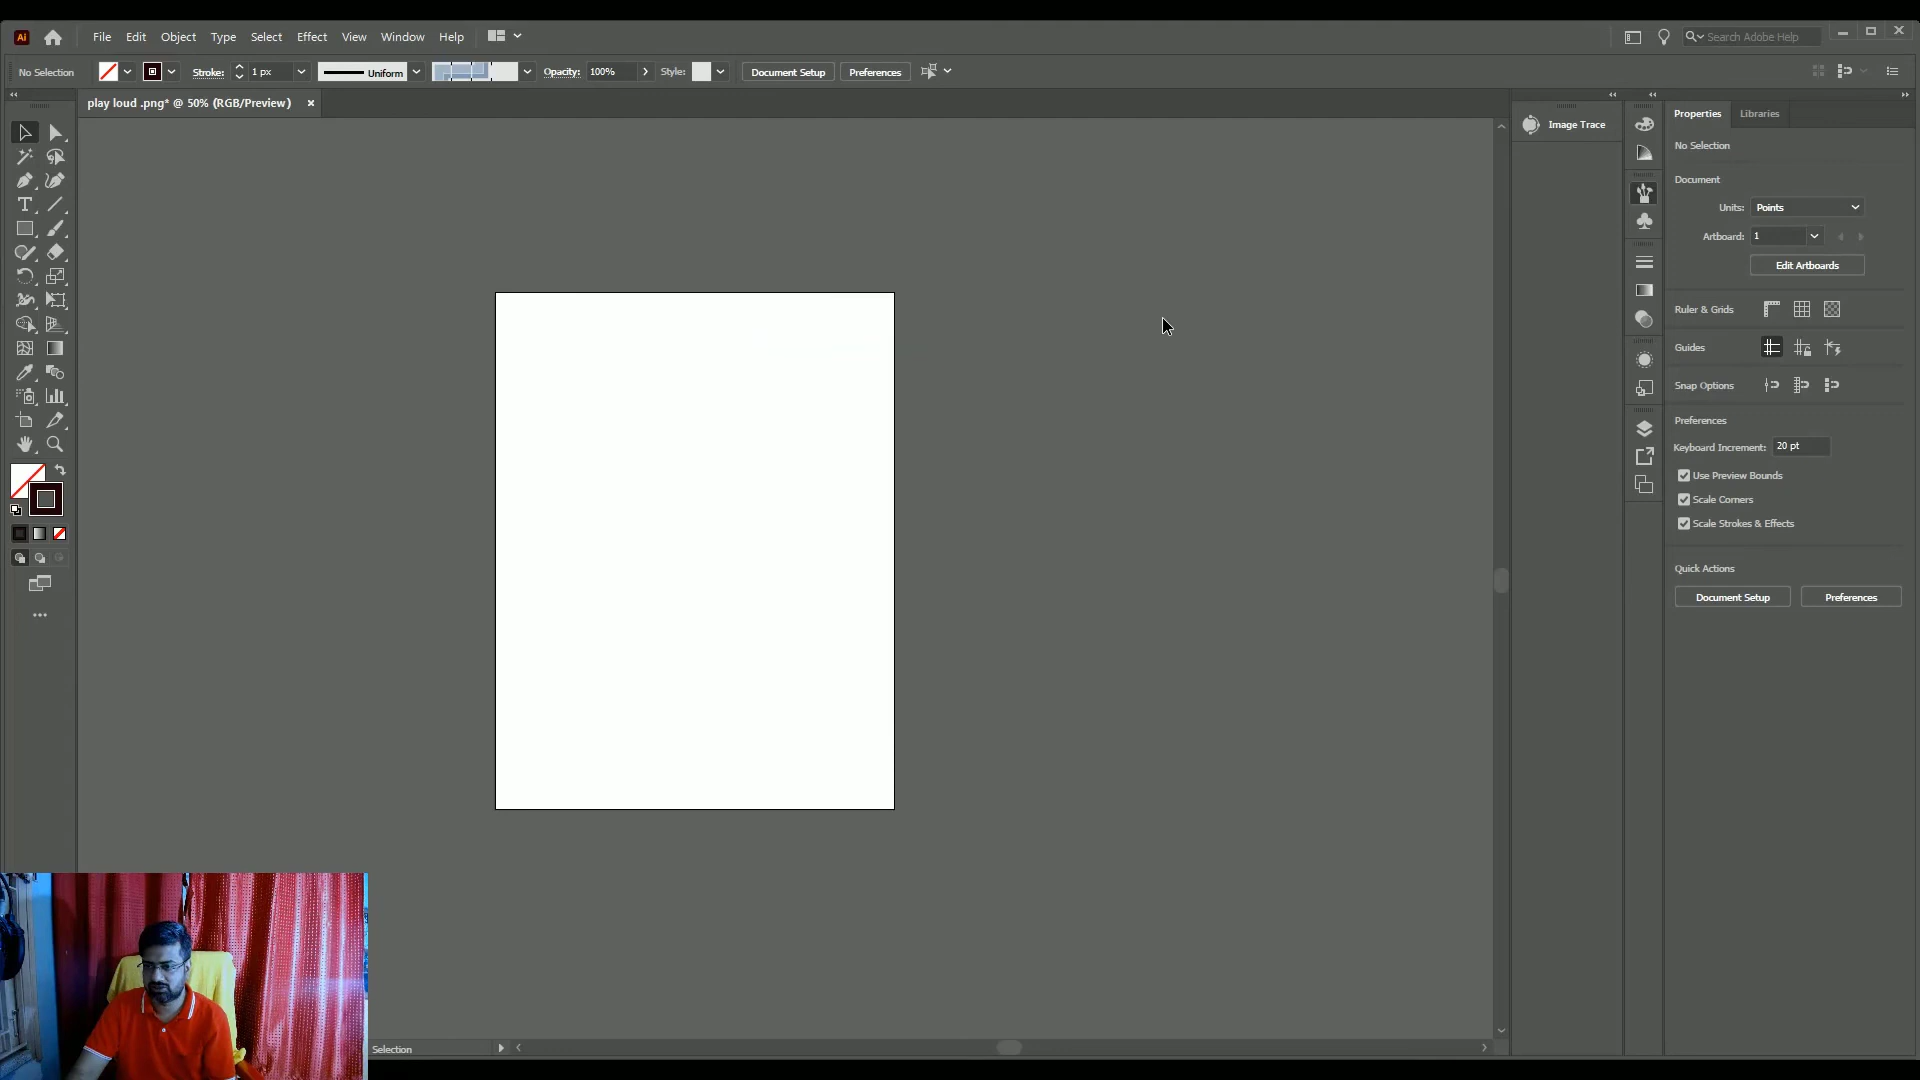 Ai File Edit Object Type Select Effect View Window Help Search Adobe Help
No Selection Stroke: 1 px Uniform Opacity: 100% Style: Document Setup Preferences
play loud .png* @ 50% (RGB/Preview) ×
Image Trace
Properties Libraries
No Selection
Document
Units: Points
Artboard: 1
Edit Artboards
Ruler & Grids
Guides
Snap Options
Preferences
Keyboard Increment: 20 pt
Use Preview Bounds
Scale Corners
Scale Strokes & Effects
Quick Actions
Document Setup Preferences
Selection